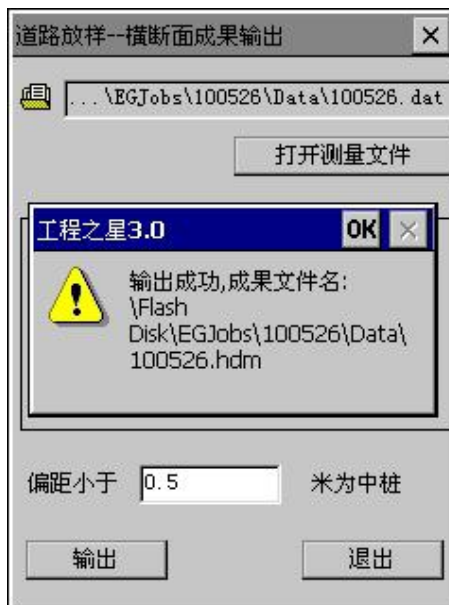 道路放样--横断面成果输出
...\EGJobs\100526\Data\100526.dat
打开测量文件
工程之星3.0
OK
输出成功,成果文件名:
\Flash
Disk\EGJobs\100526\Data\
100526.hdm
偏距小于 0.5 米为中桩
输出 退出